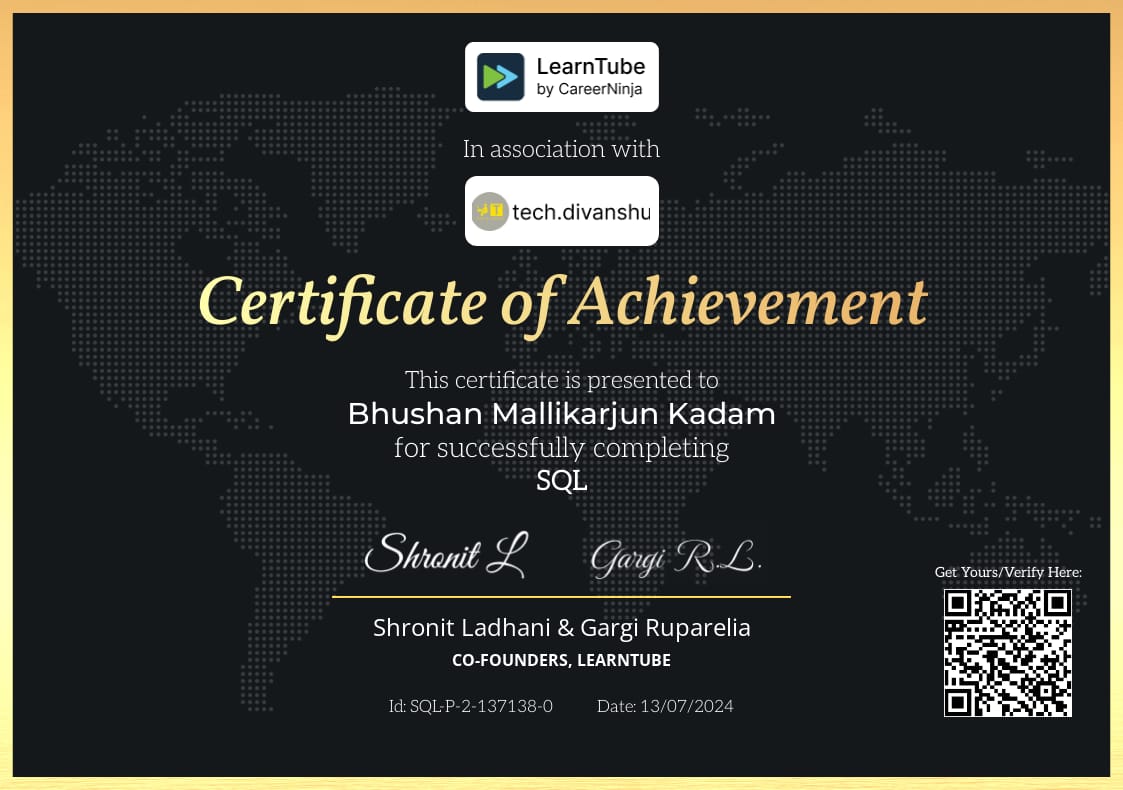 LearnTube
by CareerNinja
In association with
tech.divanshu
Certificate of Achievement
This certificate is presented to
Bhushan Mallikarjun Kadam
for successfully completing
SQL
Shronit L Gargi R.L.
Shronit Ladhani & Gargi Ruparelia
CO-FOUNDERS, LEARNTUBE
Id: SQL-P-2-137138-0 Date: 13/07/2024
Get Yours/Verify Here: